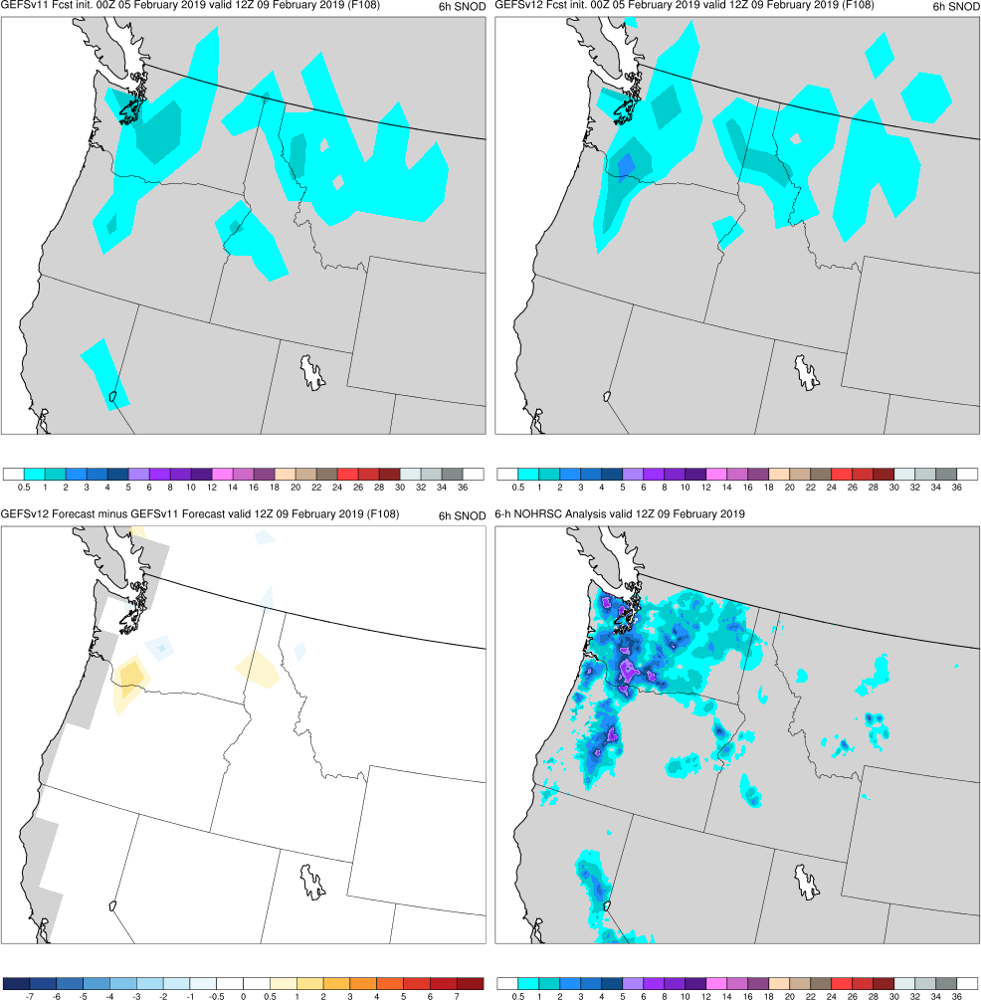 GEFSv11 Fcst init. 00Z 05 February 2019 valid 12Z 09 February 2019 (F108) 6h SNOD
GEFSv12 Fcst init. 00Z 05 February 2019 valid 12Z 09 February 2019 (F108) 6h SNOD
0.5 1 2 3 4 5 6 8 10 12 14 16 18 20 22 24 26 28 30 32 34 36
0.5 1 2 3 4 5 6 8 10 12 14 16 18 20 22 24 26 28 30 32 34 36
GEFSv12 Forecast minus GEFSv11 Forecast valid 12Z 09 February 2019 (F108) 6h SNOD
6-h NOHRSC Analysis valid 12Z 09 February 2019
-7 -6 -5 -4 -3 -2 -1 -0.5 0 0.5 1 2 3 4 5 6 7
0.5 1 2 3 4 5 6 8 10 12 14 16 18 20 22 24 26 28 30 32 34 36